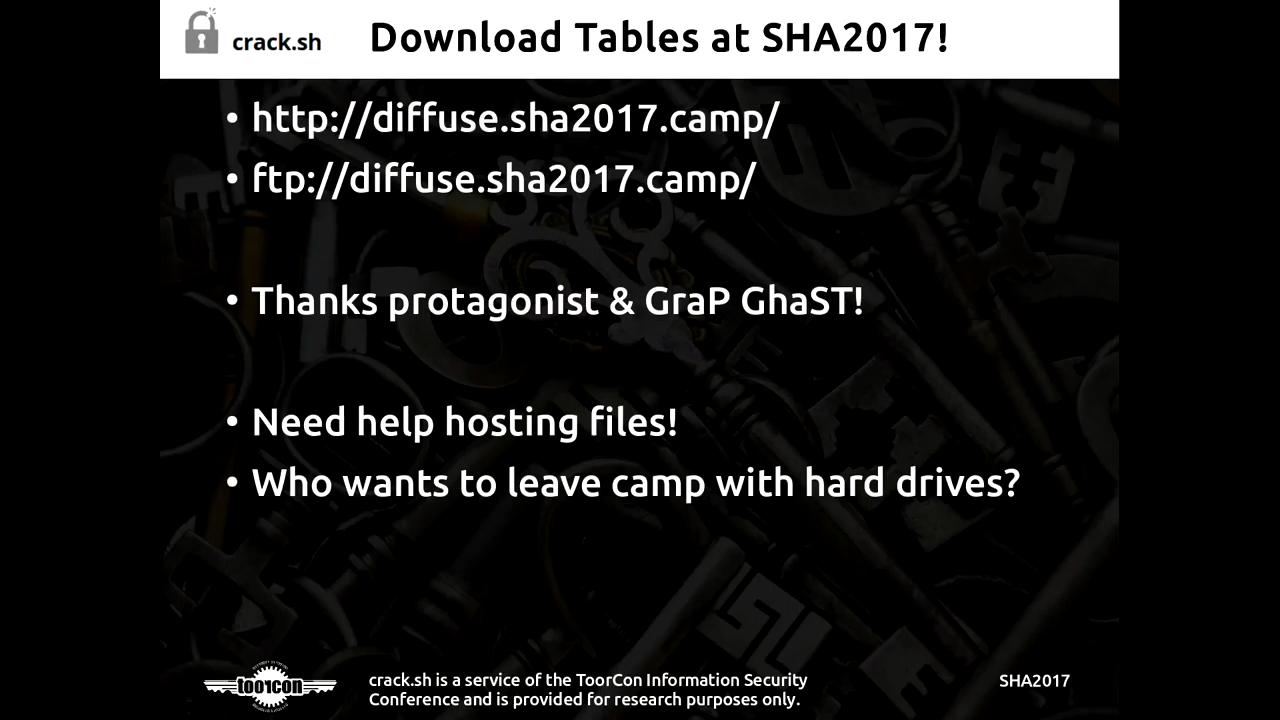 crack.sh
Download Tables at SHA2017!
• http://diffuse.sha2017.camp/
• ftp://diffuse.sha2017.camp/
• Thanks protagonist & GraP GhaST!
• Need help hosting files!
• Who wants to leave camp with hard drives?
too2con
crack.sh is a service of the ToorCon Information Security
Conference and is provided for research purposes only.
SHA2017